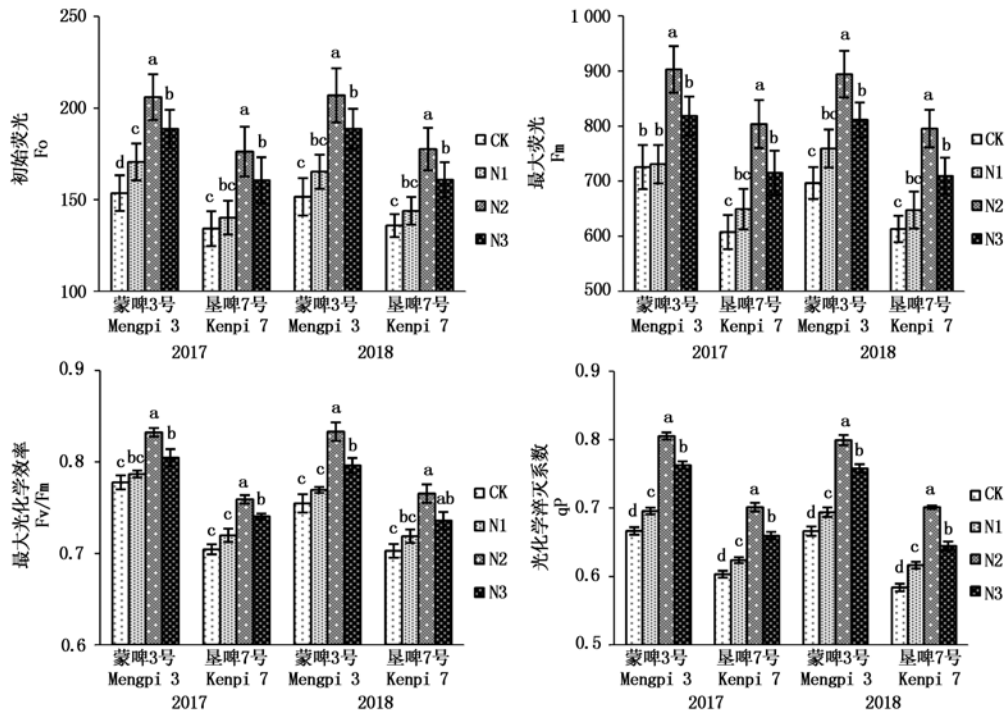 250
200
150
100
初始荧光
Fo
a
b
c
d
a
b
bc
c
a
b
bc
c
a
b
bc
c
CK
N1
N2
N3
蒙啤3号 垦啤7号 蒙啤3号 垦啤7号
Mengpi 3 Kenpi 7 Mengpi 3 Kenpi 7
2017 2018
1 000
900
800
700
600
500
最大荧光
Fm
b b a b
c bc a b
c bc a b
c bc a b
CK
N1
N2
N3
蒙啤3号 垦啤7号 蒙啤3号 垦啤7号
Mengpi 3 Kenpi 7 Mengpi 3 Kenpi 7
2017 2018
0.9
0.8
0.7
0.6
最大光化学效率
Fv/Fm
c bc a b
c c a b
c c a b
c bc a ab
CK
N1
N2
N3
蒙啤3号 垦啤7号 蒙啤3号 垦啤7号
Mengpi 3 Kenpi 7 Mengpi 3 Kenpi 7
2017 2018
0.9
0.8
0.7
0.6
0.5
光化学淬灭系数
qP
d c a b
d c a b
d c a b
d c a b
CK
N1
N2
N3
蒙啤3号 垦啤7号 蒙啤3号 垦啤7号
Mengpi 3 Kenpi 7 Mengpi 3 Kenpi 7
2017 2018